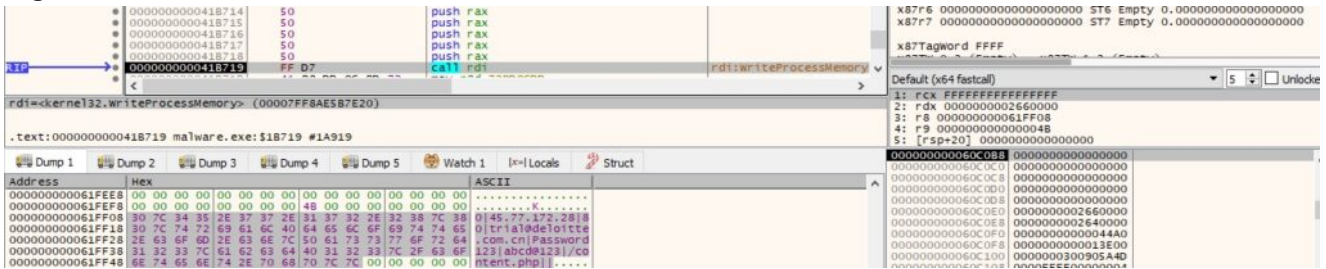 000000000041B714 50 push rax
000000000041B715 50 push rax
000000000041B716 50 push rax
000000000041B717 50 push rax
000000000041B718 50 push rax
RIP 000000000041B719 FF D7 call rdi rdi:WriteProcessMemory
rdi=<kernel32.WriteProcessMemory> (00007FF8AE5B7E20)
.text:000000000041B719 malware.exe:$1B719 #1A919
x87r6 00000000000000000000 ST6 Empty 0.000000000000000000
x87r7 00000000000000000000 ST7 Empty 0.000000000000000000
x87TagWord FFFF
Default (x64 fastcall) 5 Unlocke
1: rcx FFFFFFFFFFFFFFFF
2: rdx 0000000002660000
3: r8 000000000061FF08
4: r9 000000000000004B
5: [rsp+20] 0000000000000000
Dump 1 Dump 2 Dump 3 Dump 4 Dump 5 Watch 1 [x=] Locals Struct
Address Hex ASCII
000000000061FEE8 00 00 00 00 00 00 00 00 00 00 00 00 00 00 00 00 ................
000000000061FEF8 00 00 00 00 00 00 00 00 4B 00 00 00 00 00 00 00 ........K.......
000000000061FF08 30 7C 34 35 2E 37 37 2E 31 37 32 2E 32 38 7C 38 0|45.77.172.28|8
000000000061FF18 30 7C 74 72 69 61 6C 40 64 65 6C 6F 69 74 74 65 0|trial@deloitte
000000000061FF28 2E 63 6F 6D 2E 63 6E 7C 50 61 73 73 77 6F 72 64 .com.cn|Password
000000000061FF38 31 32 33 7C 61 62 63 64 40 31 32 33 7C 2F 63 6F 123|abcd@123|/co
000000000061FF48 6E 74 65 6E 74 2E 70 68 70 7C 7C 00 00 00 00 00 ntent.php||.....
000000000060C0B8 0000000000000000
000000000060C0C0 0000000000000000
000000000060C0C8 0000000000000000
000000000060C0D0 0000000000000000
000000000060C0D8 0000000000000000
000000000060C0E0 0000000002660000
000000000060C0E8 0000000002640000
000000000060C0F0 00000000000044A0
000000000060C0F8 0000000000013E00
000000000060C100 0000000300905A4D
000000000060C108 0000FFFF00000004